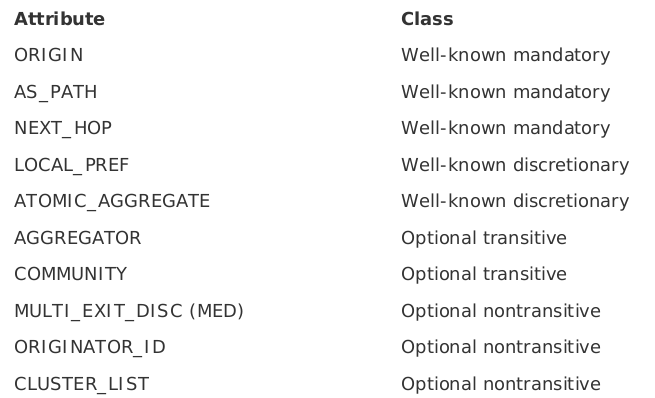 Attribute Class
ORIGIN Well-known mandatory
AS_PATH Well-known mandatory
NEXT_HOP Well-known mandatory
LOCAL_PREF Well-known discretionary
ATOMIC_AGGREGATE Well-known discretionary
AGGREGATOR Optional transitive
COMMUNITY Optional transitive
MULTI_EXIT_DISC (MED) Optional nontransitive
ORIGINATOR_ID Optional nontransitive
CLUSTER_LIST Optional nontransitive